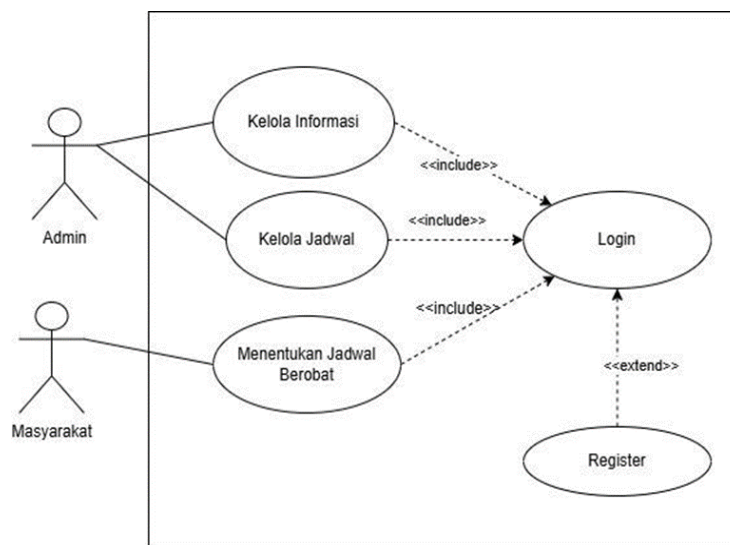 Kelola Informasi
<<include>>
Admin
Kelola Jadwal
<<include>>
Login
<<include>>
Menentukan Jadwal
Berobat
Masyarakat
<<extend>>
Register